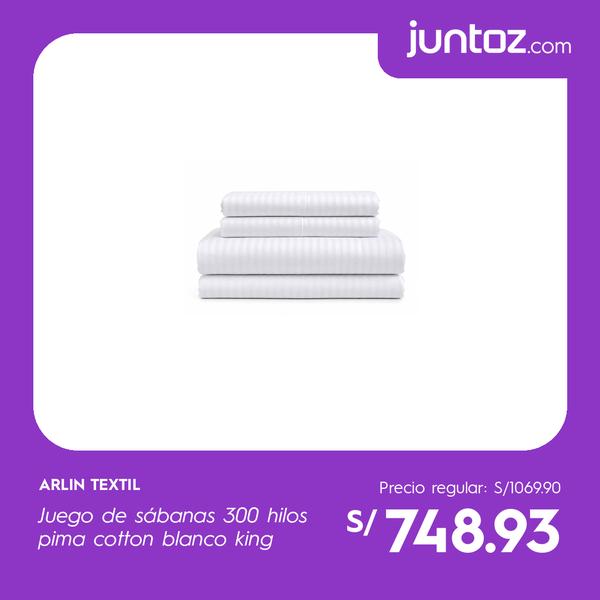 juntoz.com
ARLIN TEXTIL
Juego de sábanas 300 hilos
pima cotton blanco king
Precio regular: S/1069.90
S/748.93